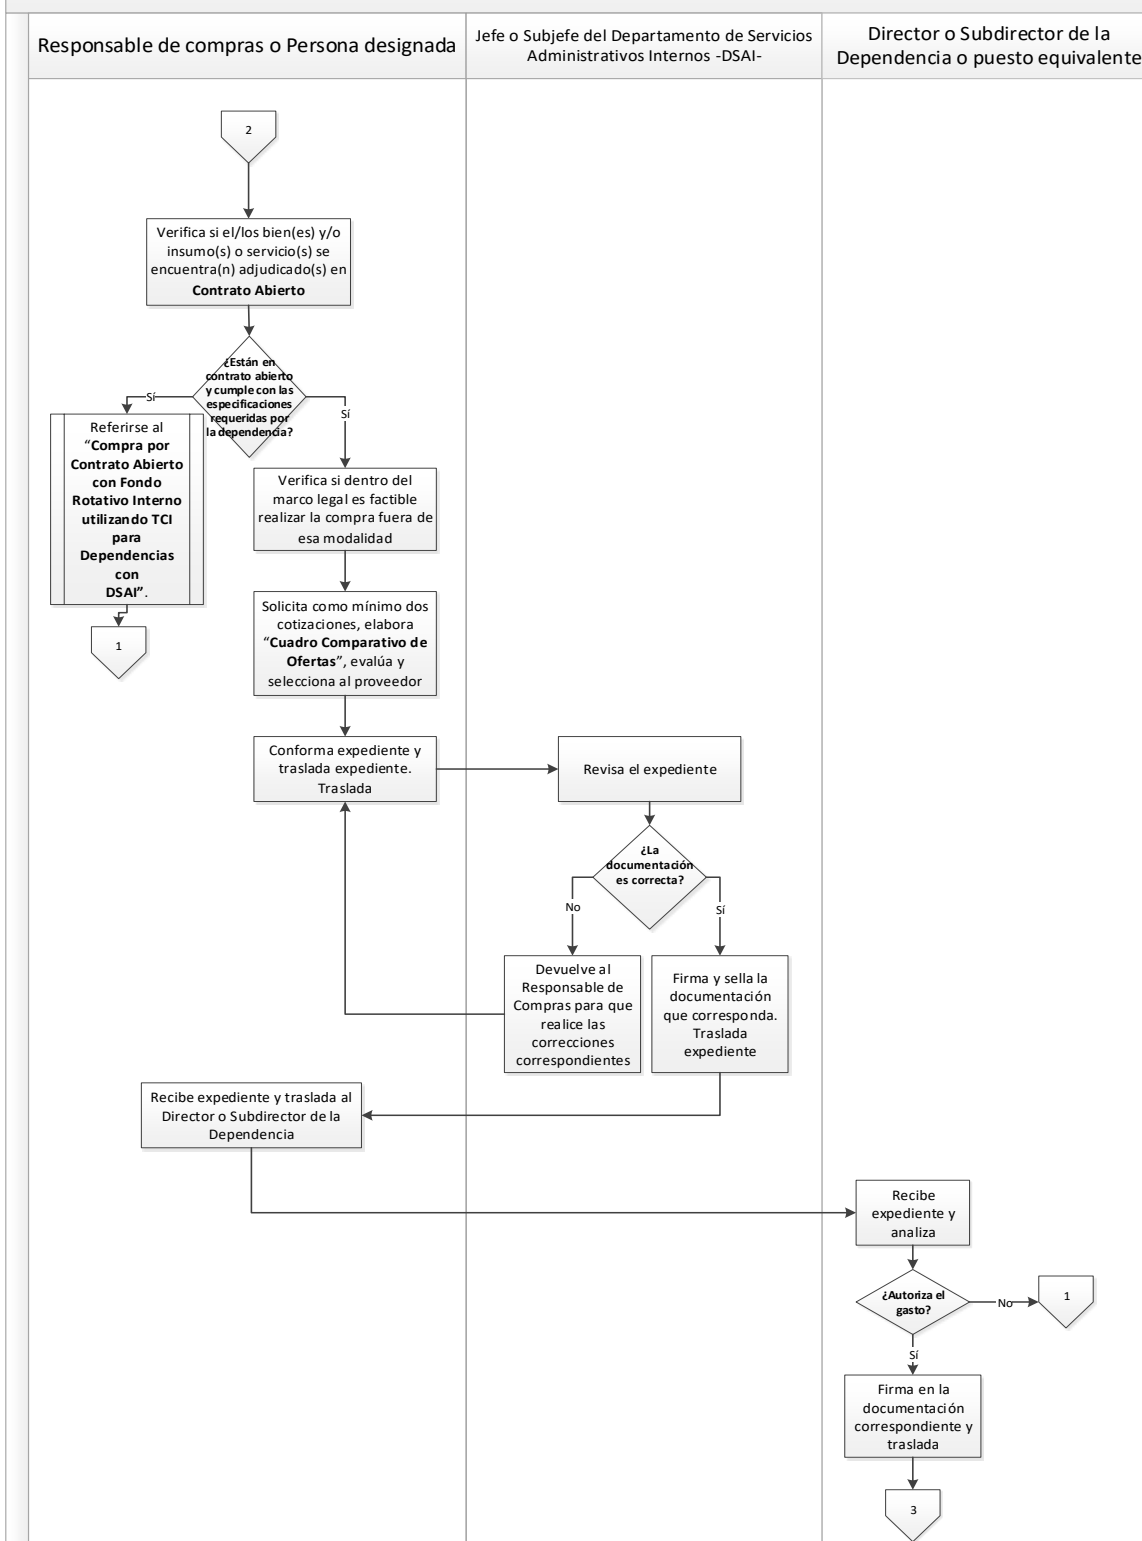 Responsable de compras o Persona designada
Jefe o Subjefe del Departamento de Servicios
Administrativos Internos -DSAI-
Director o Subdirector de la
Dependencia o puesto equivalente
2
Verifica si el/los bien(es) y/o
insumo(s) o servicio(s) se
encuentra(n) adjudicado(s) en
Contrato Abierto
¿Están en
contrato abierto
y cumple con las
especificaciones
requeridas por
la dependencia?
Sí
Sí
Referirse al
“Compra por
Contrato Abierto
con Fondo
Rotativo Interno
utilizando TCI
para
Dependencias
con
DSAI”.
1
Verifica si dentro del
marco legal es factible
realizar la compra fuera de
esa modalidad
Solicita como mínimo dos
cotizaciones, elabora
“Cuadro Comparativo de
Ofertas”, evalúa y
selecciona al proveedor
Conforma expediente y
traslada expediente.
Traslada
Revisa el expediente
¿La
documentación
es correcta?
No
Sí
Devuelve al
Responsable de
Compras para que
realice las
correcciones
correspondientes
Firma y sella la
documentación
que corresponda.
Traslada
expediente
Recibe expediente y traslada al
Director o Subdirector de la
Dependencia
Recibe
expediente y
analiza
¿Autoriza el
gasto?
No
1
Sí
Firma en la
documentación
correspondiente y
traslada
3